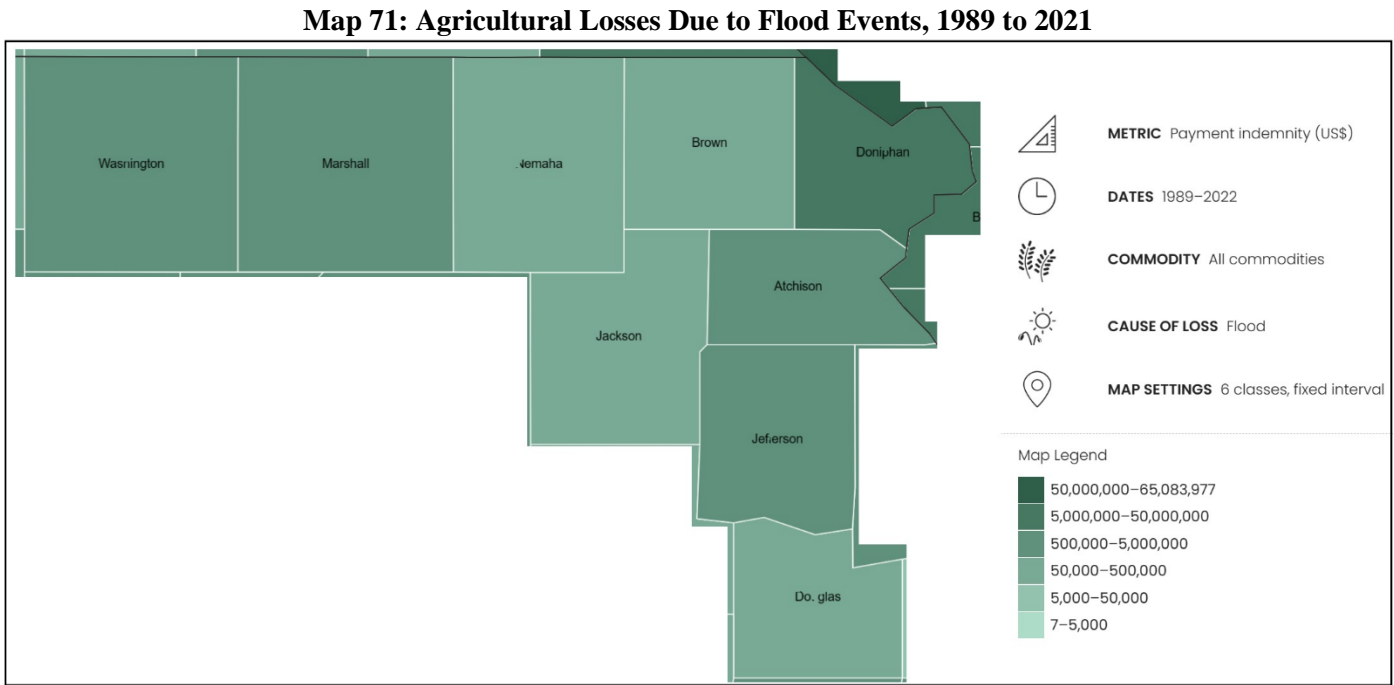 Map 71: Agricultural Losses Due to Flood Events, 1989 to 2021
Washington
Marshall
Nemaha
Brown
Doniphan
B
Atchison
Jackson
Jefferson
Do. glas
METRIC Payment indemnity (US$)
DATES 1989–2022
COMMODITY All commodities
CAUSE OF LOSS Flood
MAP SETTINGS 6 classes, fixed interval
Map Legend
50,000,000–65,083,977
5,000,000–50,000,000
500,000–5,000,000
50,000–500,000
5,000–50,000
7–5,000